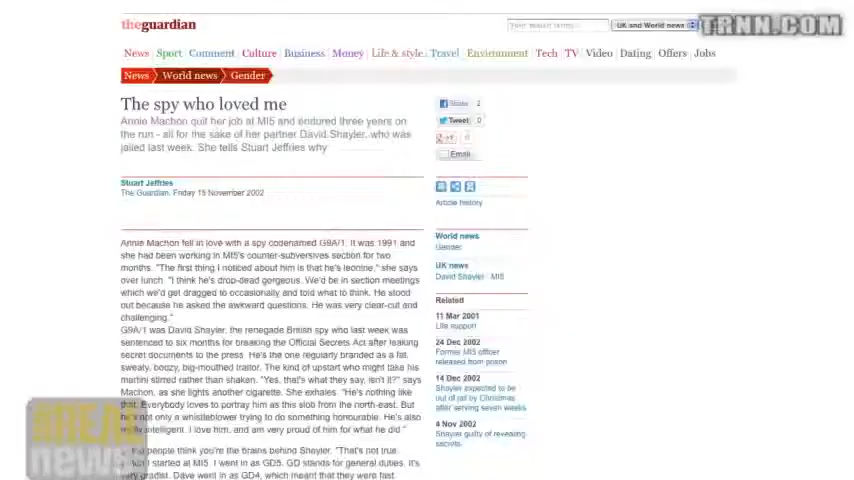 theguardian
UK and World news
TRNN.COM
News Sport Comment Culture Business Money Life & style Travel Environment Tech TV Video Dating Offers Jobs
News World news Gender
The spy who loved me
Annie Machon quit her job at MI5 and endured three years on
the run - all for the sake of her partner David Shayler, who was
jailed last week. She tells Stuart Jeffries why
Share 2
Tweet 0
Email
Stuart Jeffries
The Guardian, Friday 15 November 2002
Article history
Annie Machon fell in love with a spy codenamed G9A/1. It was 1991 and
she had been working in MI5's counter-subversives section for two
months. "The first thing I noticed about him is that he's leonine," she says
over lunch. "I think he's drop-dead gorgeous. We'd be in section meetings
which we'd get dragged to occasionally and told what to think. He stood
out because he asked the awkward questions. He was very clear-cut and
challenging."
G9A/1 was David Shayler, the renegade British spy who last week was
sentenced to six months for breaking the Official Secrets Act after leaking
secret documents to the press. He's the one regularly branded as a fat,
sweaty, boozy, big-mouthed traitor. The kind of upstart who might take his
martini stirred rather than shaken. "Yes, that's what they say, isn't it?" says
Machon, as she lights another cigarette. She exhales. "He's nothing like
that. Everybody loves to portray him as this slob from the north-east. But
he's not only a whistleblower trying to do something honourable. He's also
really intelligent. I love him, and am very proud of him for what he did."
people think you're the brains behind Shayler. "That's not true.
I started at MI5. I went in as GD5. GD stands for general duties. It's
very gradist. Dave went in as GD4, which meant that they were fast
World news
Gender
UK news
David Shayler MI5
Related
11 Mar 2001
Life support
24 Dec 2002
Former MI5 officer
released from prison
14 Dec 2002
Shayler expected to be
out of jail by Christmas
after serving seven weeks
4 Nov 2002
Shayler guilty of revealing
secrets
#the REAL
news